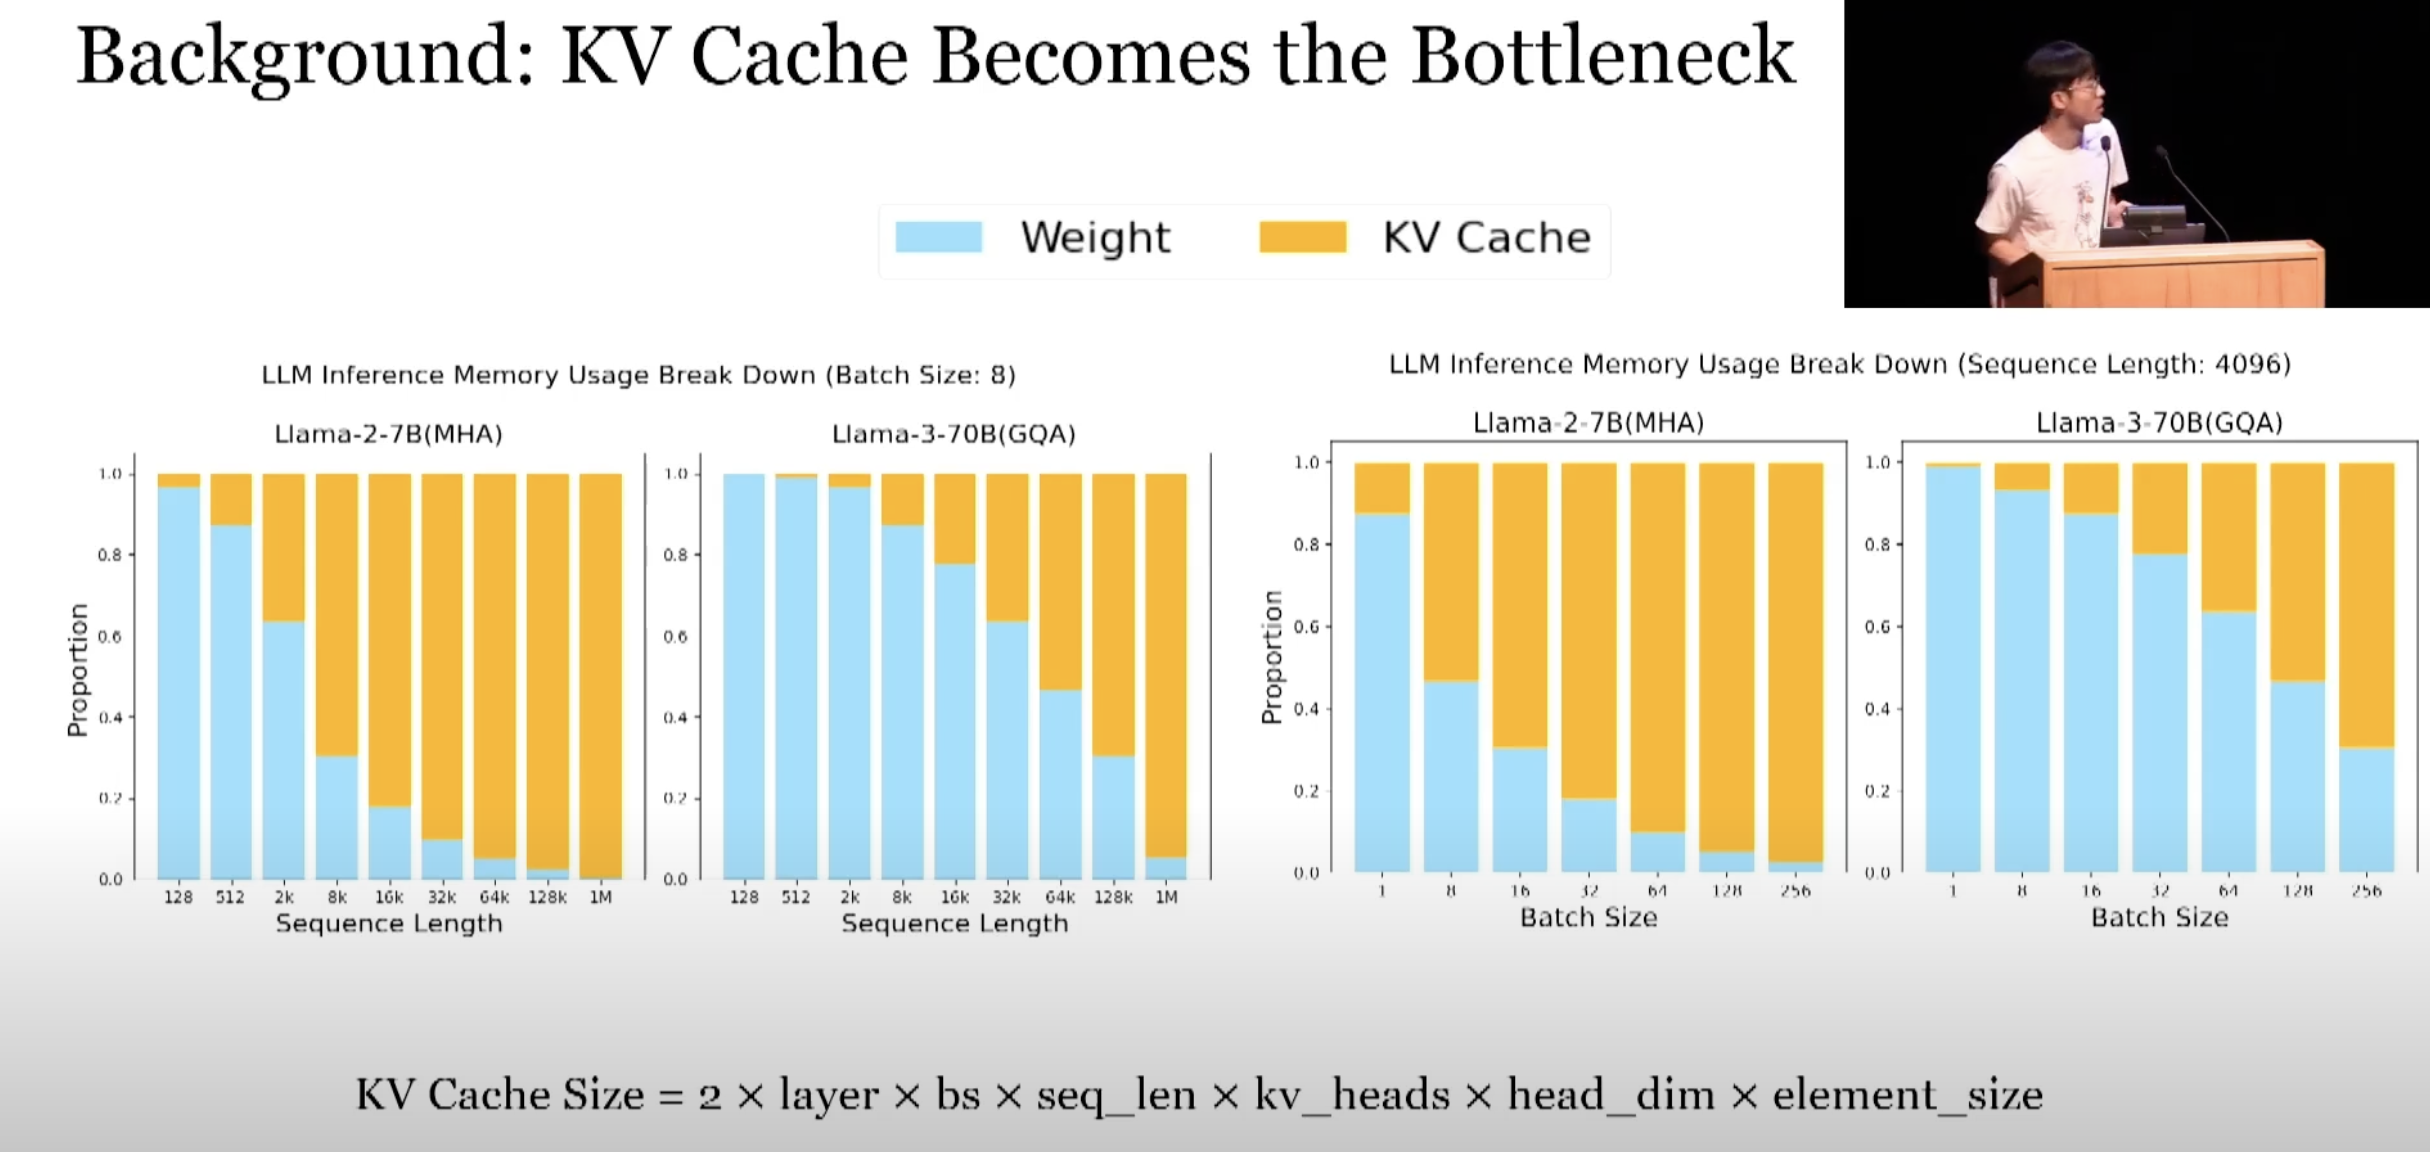 Background: KV Cache Becomes the Bottleneck
Weight KV Cache
LLM Inference Memory Usage Break Down (Batch Size: 8)
Llama-2-7B(MHA)
1.0
0.8
0.6
0.4
0.2
0.0
Proportion
128 512 2k 8k 16k 32k 64k 128k 1M
Sequence Length
Llama-3-70B(GQA)
1.0
0.8
0.6
0.4
0.2
0.0
128 512 2k 8k 16k 32k 64k 128k 1M
Sequence Length
LLM Inference Memory Usage Break Down (Sequence Length: 4096)
Llama-2-7B(MHA)
1.0
0.8
0.6
0.4
0.2
0.0
Proportion
1 8 16 32 64 128 256
Batch Size
Llama-3-70B(GQA)
1.0
0.8
0.6
0.4
0.2
0.0
1 8 16 32 64 128 256
Batch Size
KV Cache Size = 2 × layer × bs × seq_len × kv_heads × head_dim × element_size